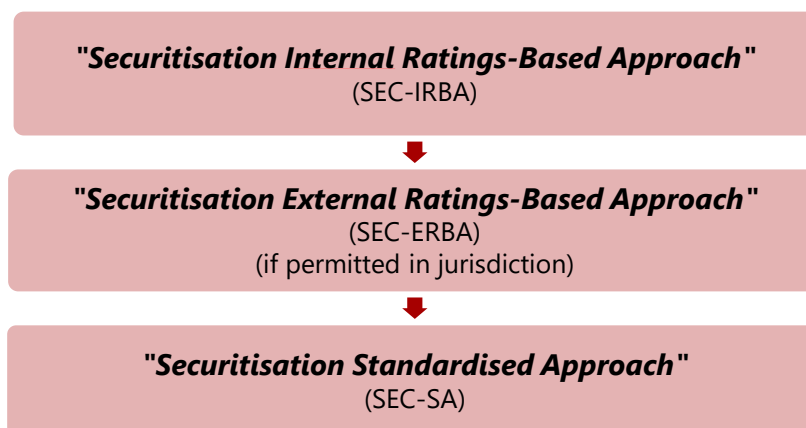 "Securitisation Internal Ratings-Based Approach"
(SEC-IRBA)
"Securitisation External Ratings-Based Approach"
(SEC-ERBA)
(if permitted in jurisdiction)
"Securitisation Standardised Approach"
(SEC-SA)